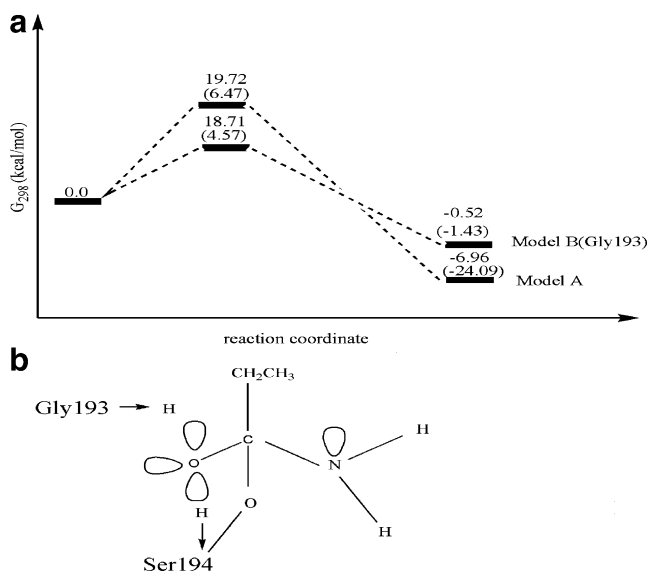 a
19.72
(6.47)
18.71
(4.57)
0.0
G298 (kcal/mol)
-0.52
(-1.43)
Model B(Gly193)
-6.96
(-24.09)
Model A
reaction coordinate
b
CH2CH3
Gly193
H
C
H
O
N
O
H
H
Ser194